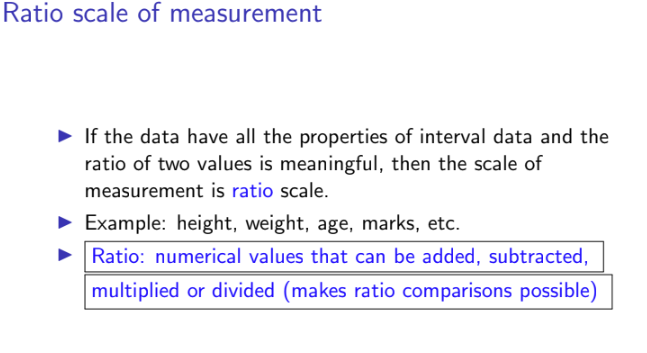 Ratio scale of measurement
If the data have all the properties of interval data and the
ratio of two values is meaningful, then the scale of
measurement is ratio scale.
Example: height, weight, age, marks, etc.
Ratio: numerical values that can be added, subtracted,
multiplied or divided (makes ratio comparisons possible)